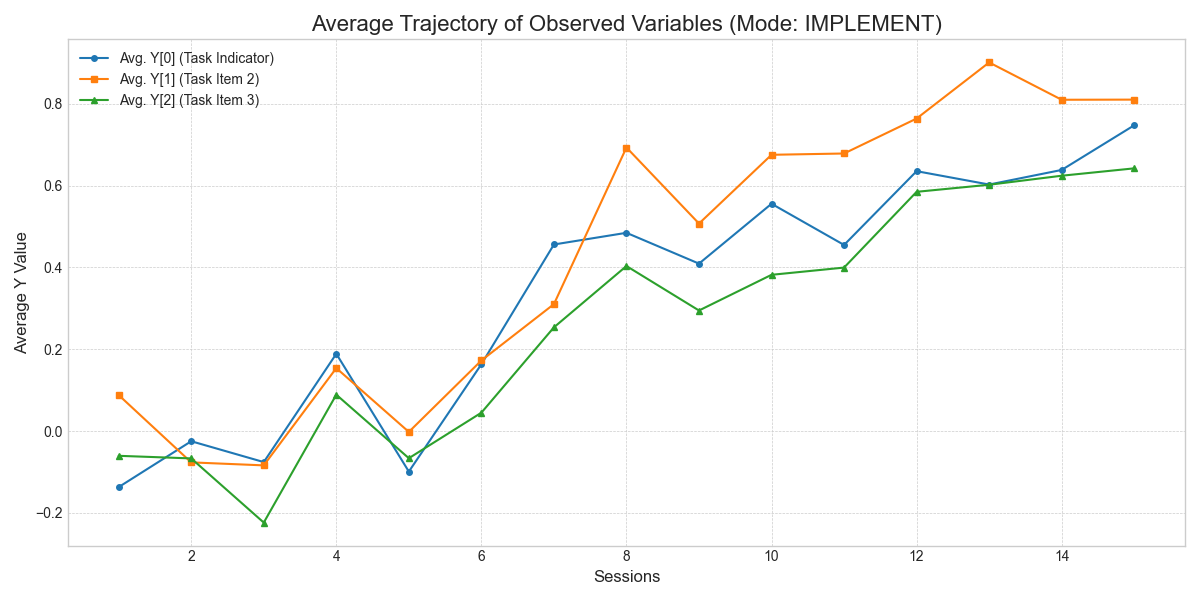 Average Trajectory of Observed Variables (Mode: IMPLEMENT)
Avg. Y[0] (Task Indicator)
Avg. Y[1] (Task Item 2)
Avg. Y[2] (Task Item 3)
Average Y Value
0.8
0.6
0.4
0.2
0.0
−0.2
2 4 6 8 10 12 14
Sessions